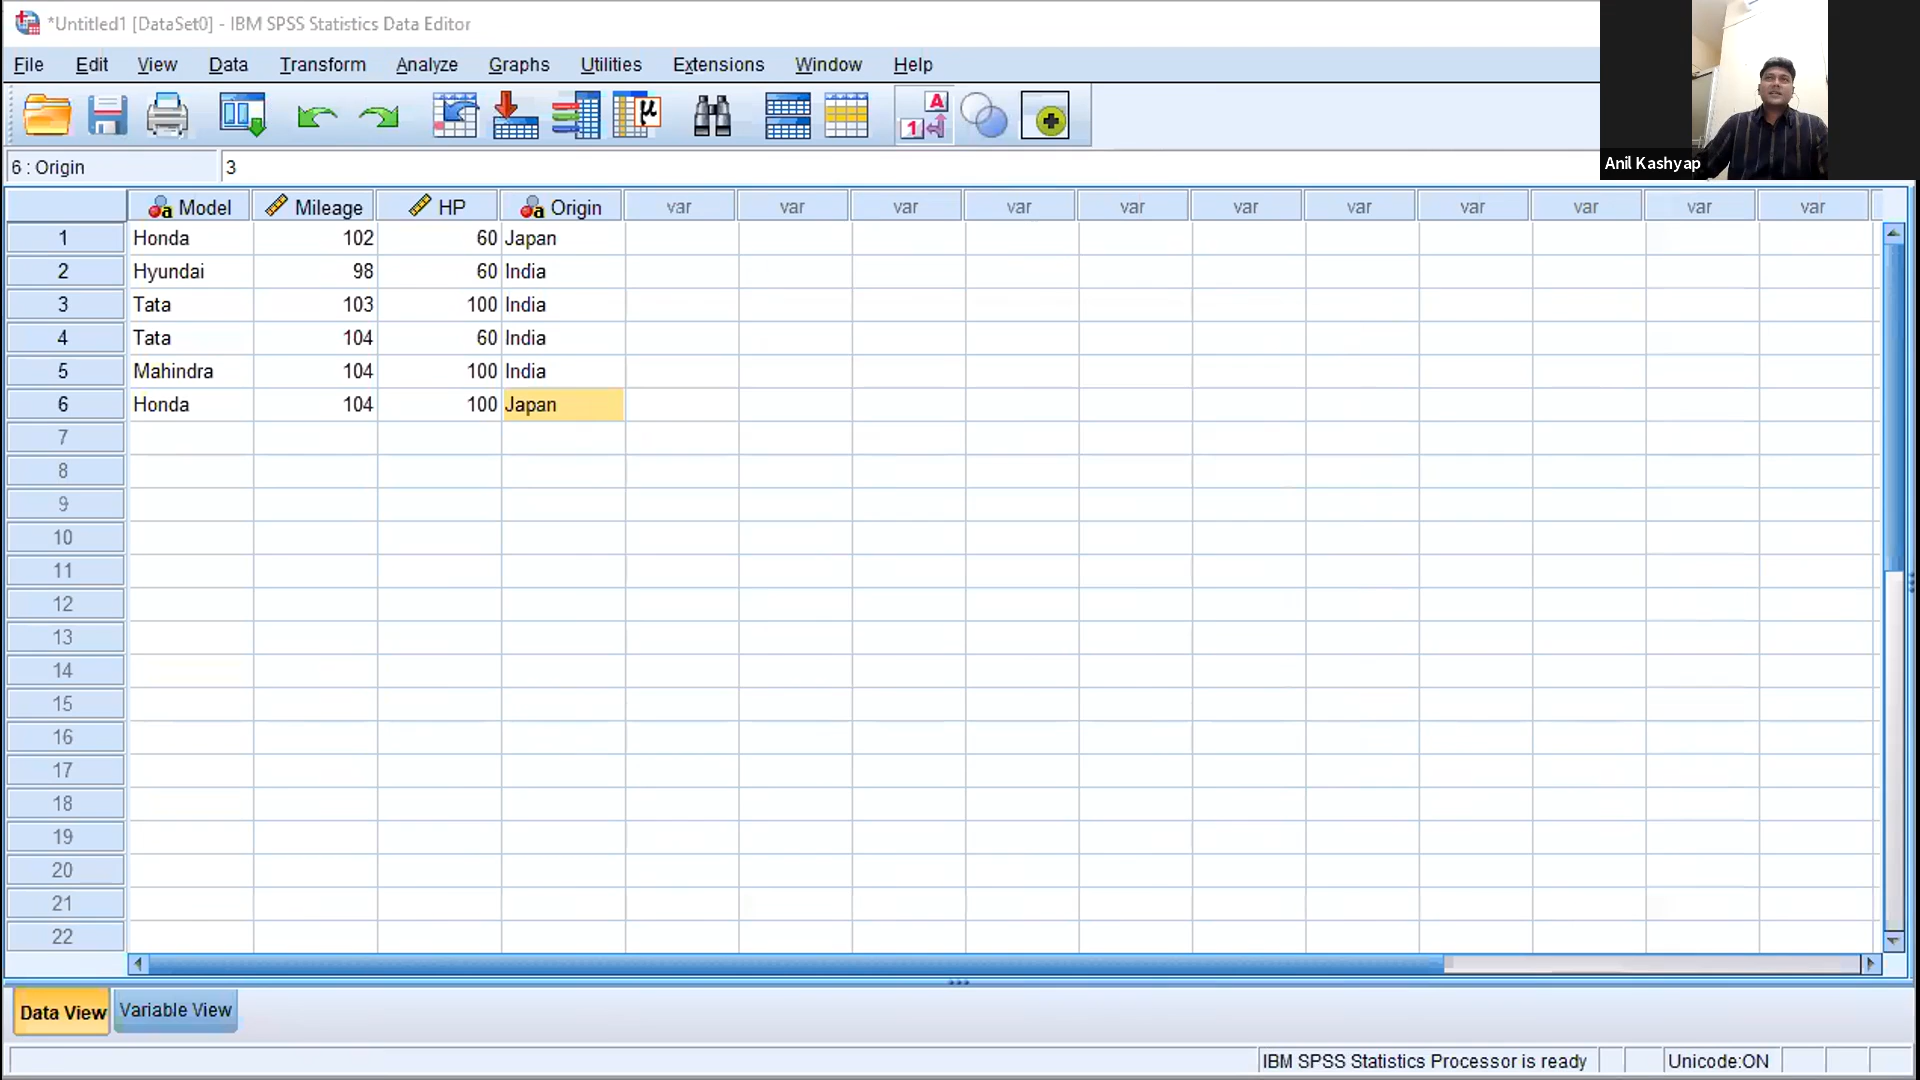 *Untitled1 [DataSet0] - IBM SPSS Statistics Data Editor
File Edit View Data Transform Analyze Graphs Utilities Extensions Window Help
A
1
μ
Anil Kashyap
6 : Origin 3
Model Mileage HP Origin var var var var var var var var var var var
1 Honda 102 60 Japan
2 Hyundai 98 60 India
3 Tata 103 100 India
4 Tata 104 60 India
5 Mahindra 104 100 India
6 Honda 104 100 Japan
7
8
9
10
11
12
13
14
15
16
17
18
19
20
21
22
Data View Variable View
IBM SPSS Statistics Processor is ready Unicode:ON